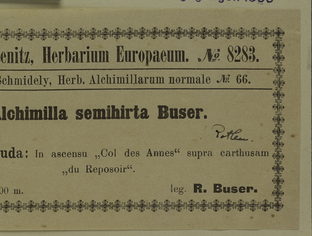 enitz, Herbarium Europaeum. № 8283.
Schmidely, Herb. Alchimillarum normale № 66.
lchimilla semihirta Buser.
uda: In ascensu „Col des Annes" supra carthusam
„du Reposoir".
00 m. leg. R. Buser.